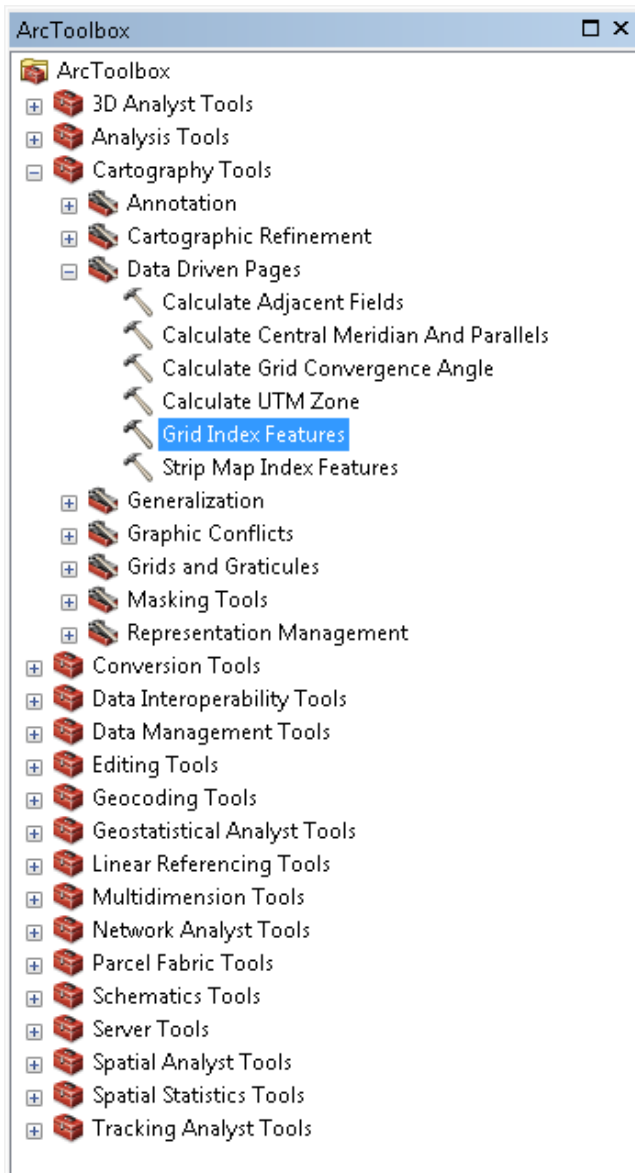 ArcToolbox
ArcToolbox
3D Analyst Tools
Analysis Tools
Cartography Tools
Annotation
Cartographic Refinement
Data Driven Pages
Calculate Adjacent Fields
Calculate Central Meridian And Parallels
Calculate Grid Convergence Angle
Calculate UTM Zone
Grid Index Features
Strip Map Index Features
Generalization
Graphic Conflicts
Grids and Graticules
Masking Tools
Representation Management
Conversion Tools
Data Interoperability Tools
Data Management Tools
Editing Tools
Geocoding Tools
Geostatistical Analyst Tools
Linear Referencing Tools
Multidimension Tools
Network Analyst Tools
Parcel Fabric Tools
Schematics Tools
Server Tools
Spatial Analyst Tools
Spatial Statistics Tools
Tracking Analyst Tools